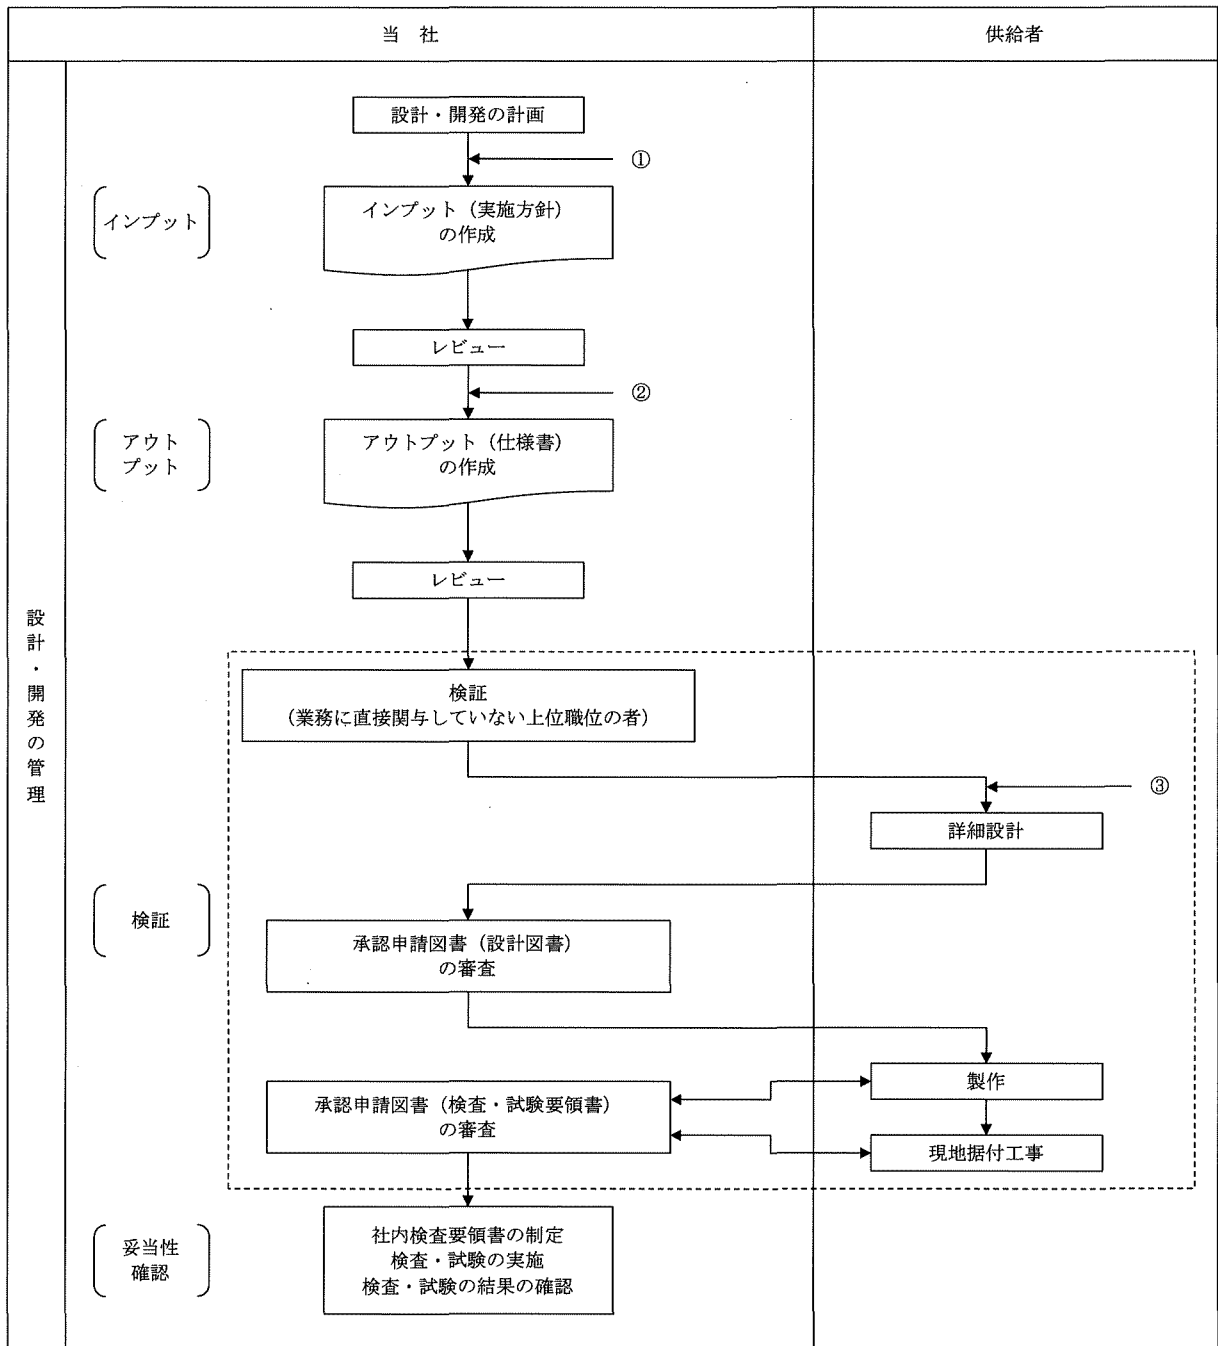 当 社
供給者
設計・開発の管理
設計・開発の計画
①
インプット
インプット（実施方針）
の作成
レビュー
②
アウト
プット
アウトプット（仕様書）
の作成
レビュー
検証
（業務に直接関与していない上位職位の者）
③
詳細設計
検証
承認申請図書（設計図書）
の審査
製作
承認申請図書（検査・試験要領書）
の審査
現地据付工事
妥当性
確認
社内検査要領書の制定
検査・試験の実施
検査・試験の結果の確認